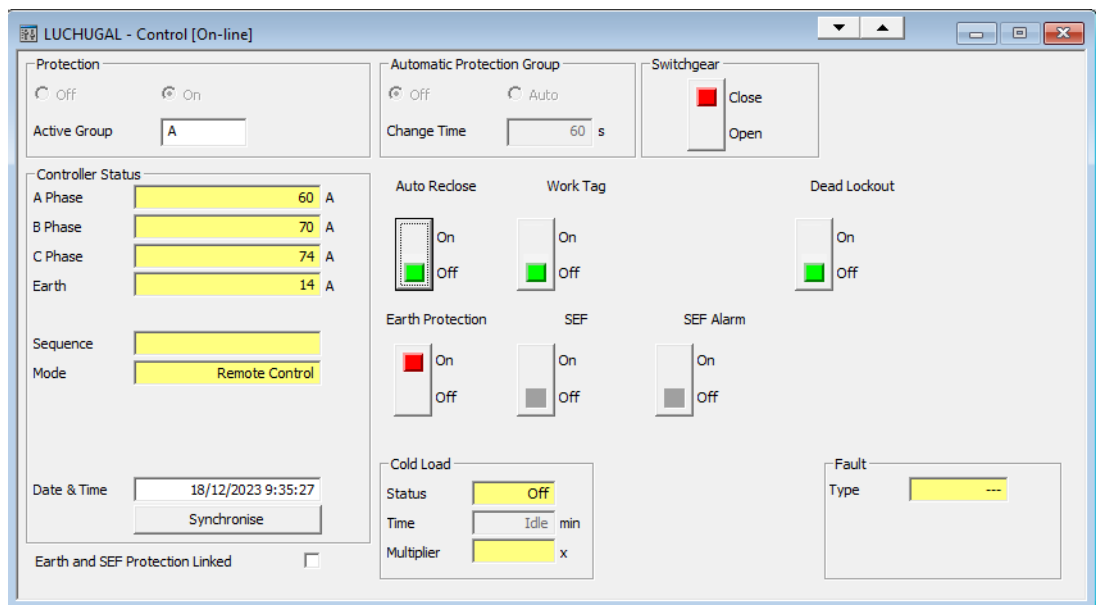 LUCHUGAL - Control [On-line]
Protection
Off On
Active Group A
Automatic Protection Group
Off Auto
Change Time 60 s
Switchgear
Close
Open
Controller Status
A Phase 60 A
B Phase 70 A
C Phase 74 A
Earth 14 A
Sequence
Mode Remote Control
Date & Time 18/12/2023 9:35:27
Synchronise
Earth and SEF Protection Linked
Auto Reclose Work Tag Dead Lockout
On On On
Off Off Off
Earth Protection SEF SEF Alarm
On On On
Off Off Off
Cold Load
Status Off
Time Idle min
Multiplier x
Fault
Type ---